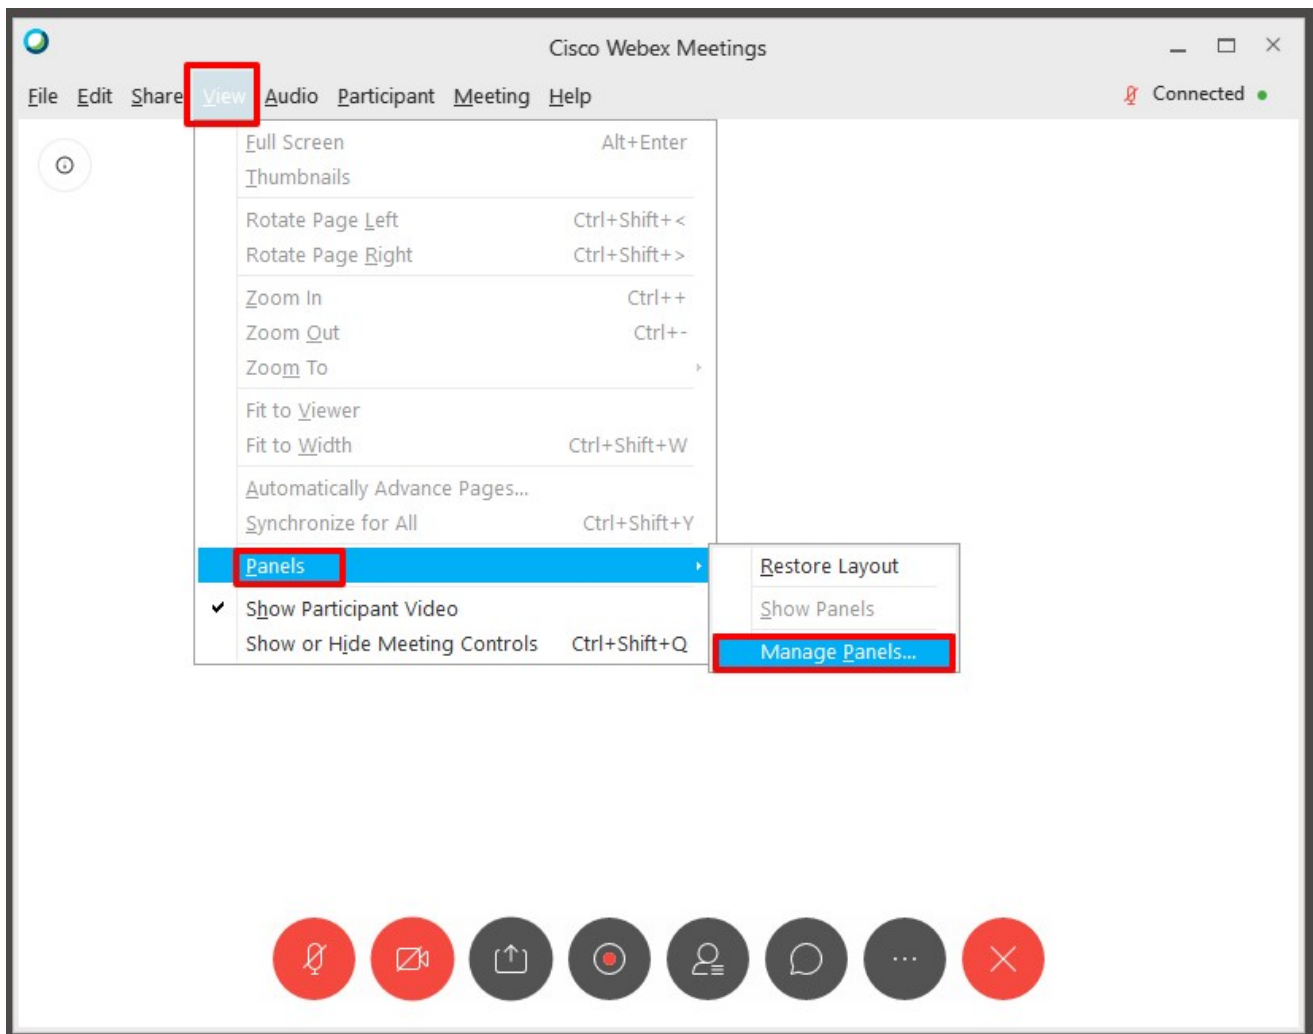 Cisco Webex Meetings
File Edit Share View Audio Participant Meeting Help Connected
Full Screen Alt+Enter
Thumbnails
Rotate Page Left Ctrl+Shift+<
Rotate Page Right Ctrl+Shift+>
Zoom In Ctrl++
Zoom Out Ctrl+-
Zoom To
Fit to Viewer
Fit to Width Ctrl+Shift+W
Automatically Advance Pages...
Synchronize for All Ctrl+Shift+Y
Panels
Restore Layout
Show Participant Video
Show Panels
Show or Hide Meeting Controls Ctrl+Shift+Q
Manage Panels...